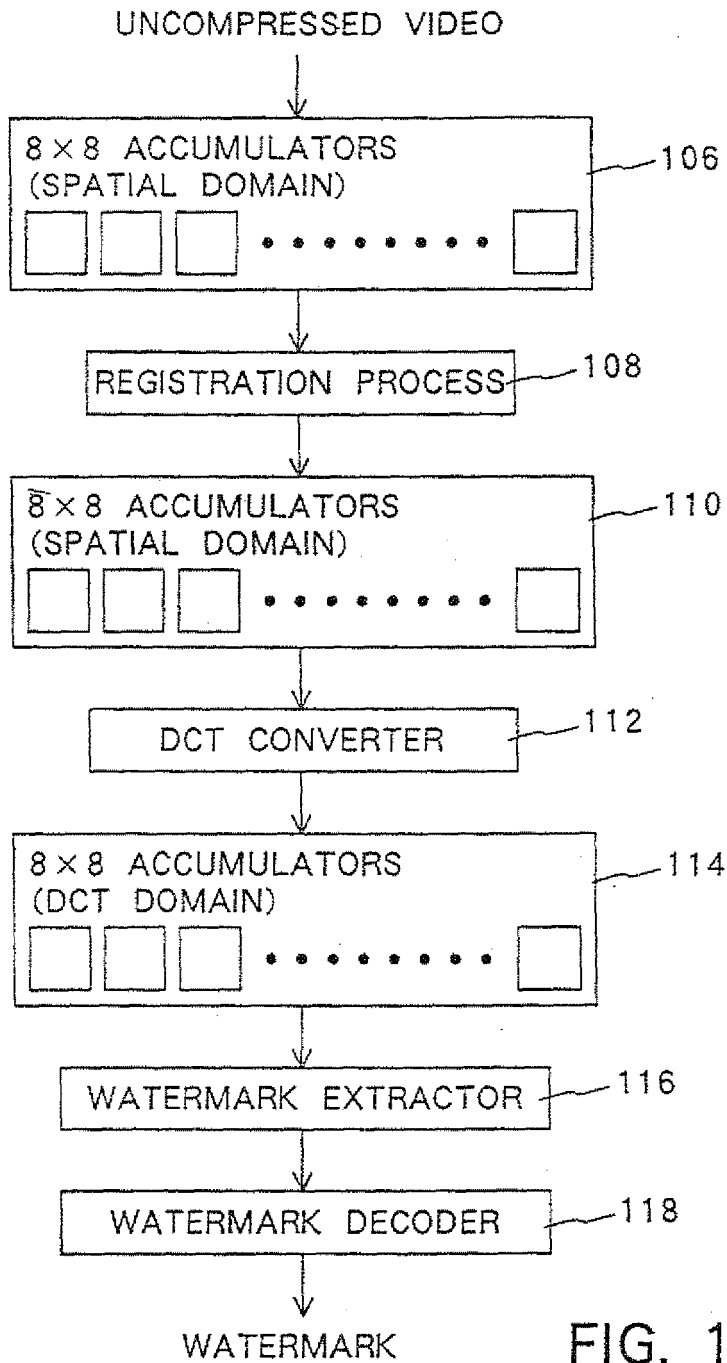 UNCOMPRESSED VIDEO
8×8 ACCUMULATORS
(SPATIAL DOMAIN)
106
REGISTRATION PROCESS
108
8×8 ACCUMULATORS
(SPATIAL DOMAIN)
110
DCT CONVERTER
112
8×8 ACCUMULATORS
(DCT DOMAIN)
114
WATERMARK EXTRACTOR
116
WATERMARK DECODER
118
WATERMARK
FIG. 1